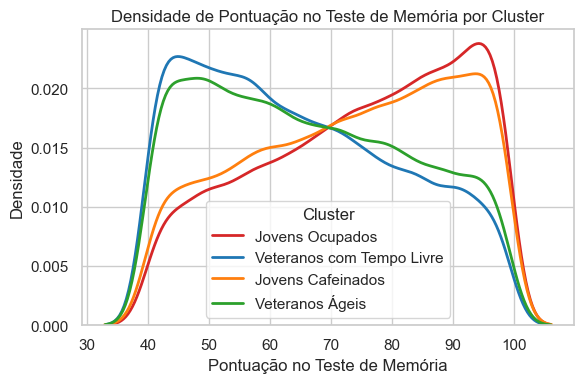 Densidade de Pontuação no Teste de Memória por Cluster
Densidade
0.020
0.015
0.010
0.005
0.000
Cluster
Jovens Ocupados
Veteranos com Tempo Livre
Jovens Cafeinados
Veteranos Ágeis
30 40 50 60 70 80 90 100
Pontuação no Teste de Memória